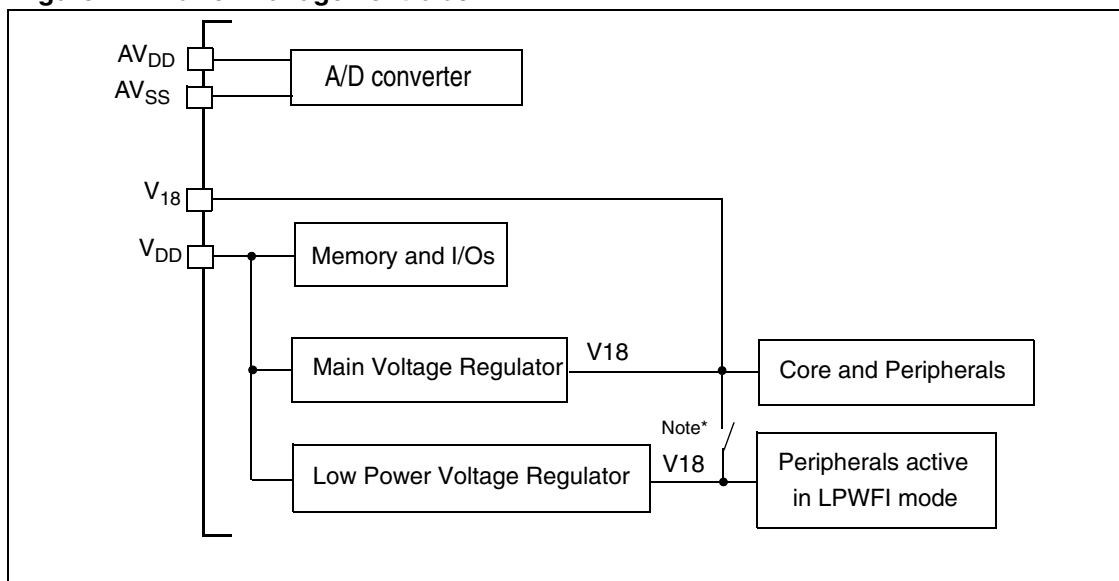 AVDD
A/D converter
AVSS
V18
VDD
Memory and I/Os
Main Voltage Regulator
V18
Core and Peripherals
Note*
Low Power Voltage Regulator
V18
Peripherals active
in LPWFI mode